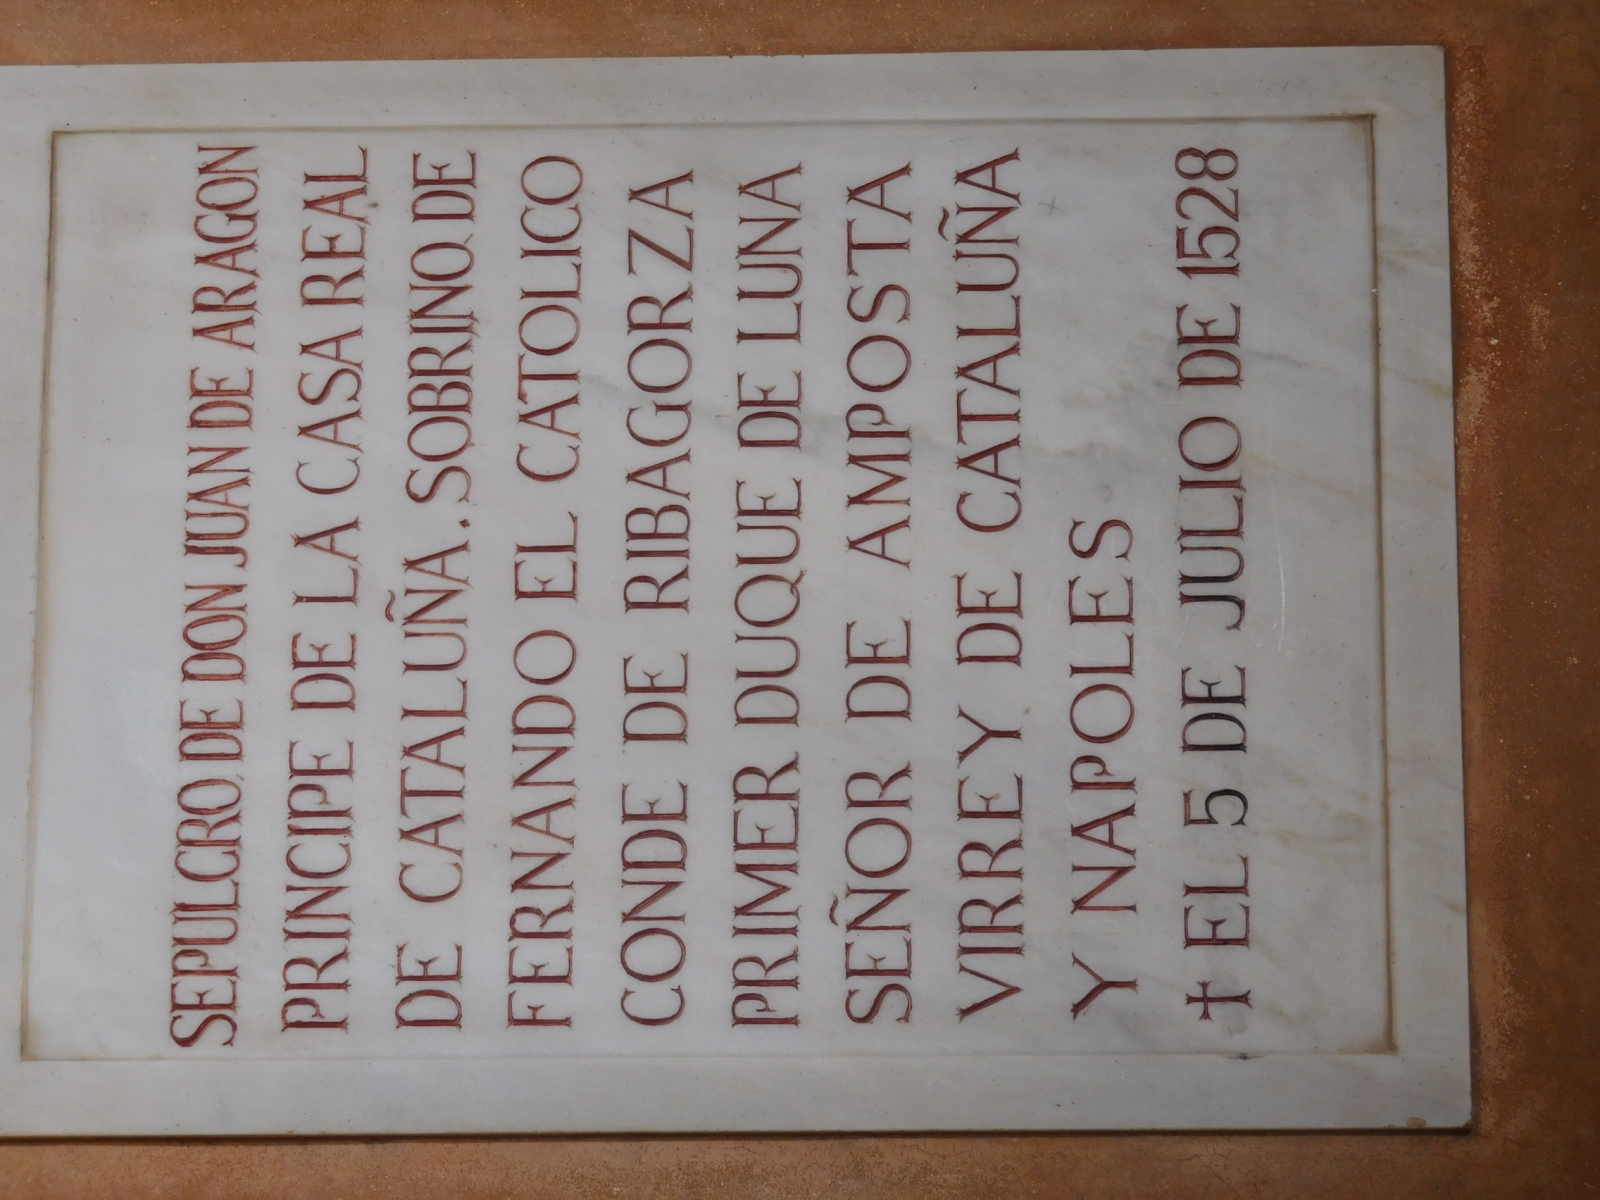 SEPULCRO DE DON JUAN DE ARAGON
PRINCIPE DE LA CASA REAL
DE CATALUÑA. SOBRINO DE
FERNANDO EL CATOLICO
CONDE DE RIBAGORZA
PRIMER DUQUE DE LUNA
SEÑOR DE AMPOSTA
VIRREY DE CATALUÑA
Y NAPOLES
† EL 5 DE JULIO DE 1528